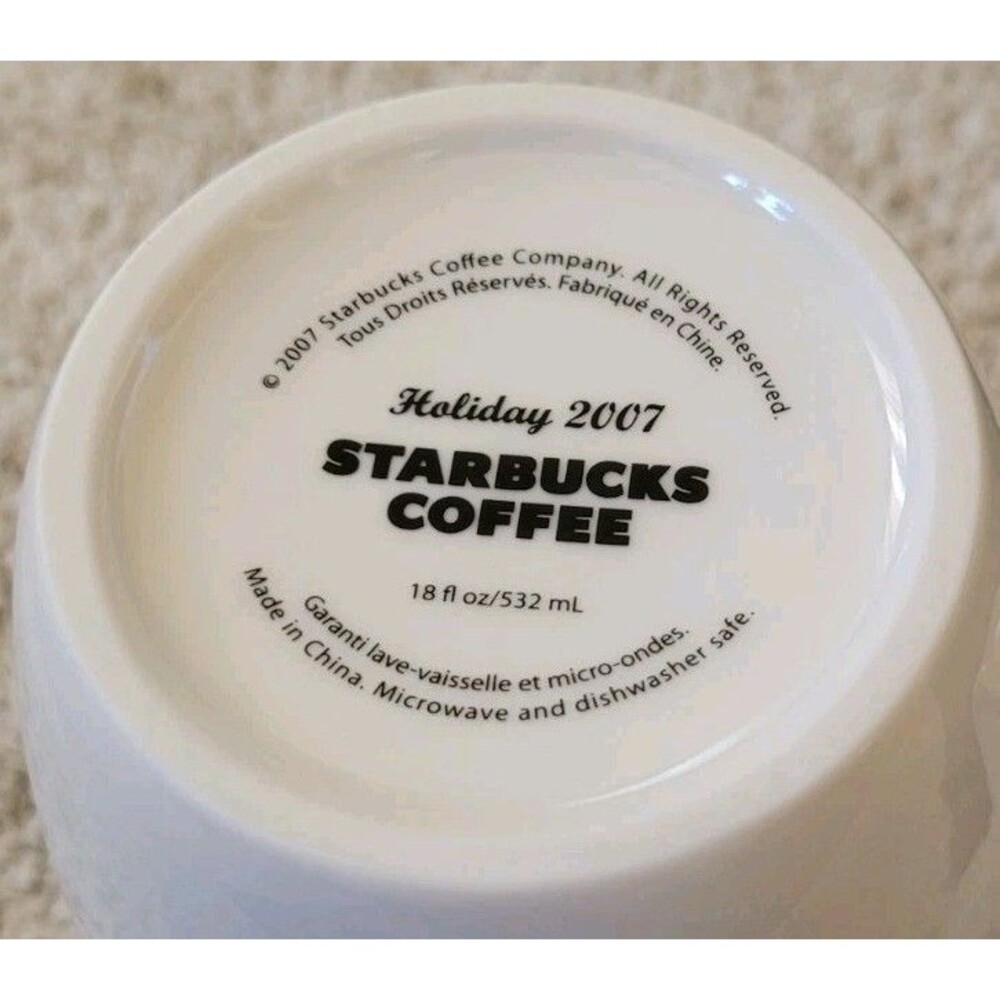 © 2007 Starbucks Coffee Company. All Rights Reserved.
Tous Droits Réservés. Fabriqué en Chine.
Holiday 2007
STARBUCKS
COFFEE
18 fl oz/532 mL
Garanti lave-vaisselle et micro-ondes.
Made in China. Microwave and dishwasher safe.